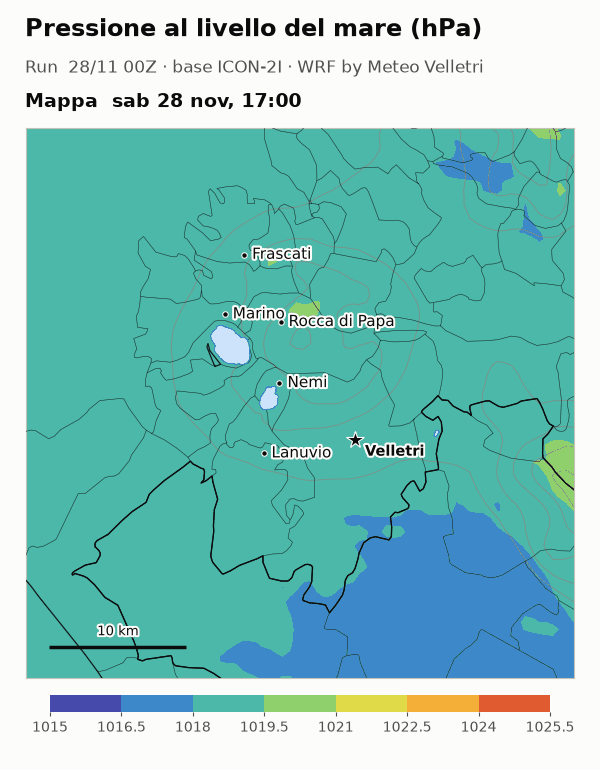 Pressione al livello del mare (hPa)
Run  28/11 00Z · base ICON-2I · WRF by Meteo Velletri
Mappa  sab 28 nov, 17:00
Frascati
Marino
Rocca di Papa
Nemi
Velletri
Lanuvio
10 km
1015 1016.5 1018 1019.5 1021 1022.5 1024 1025.5